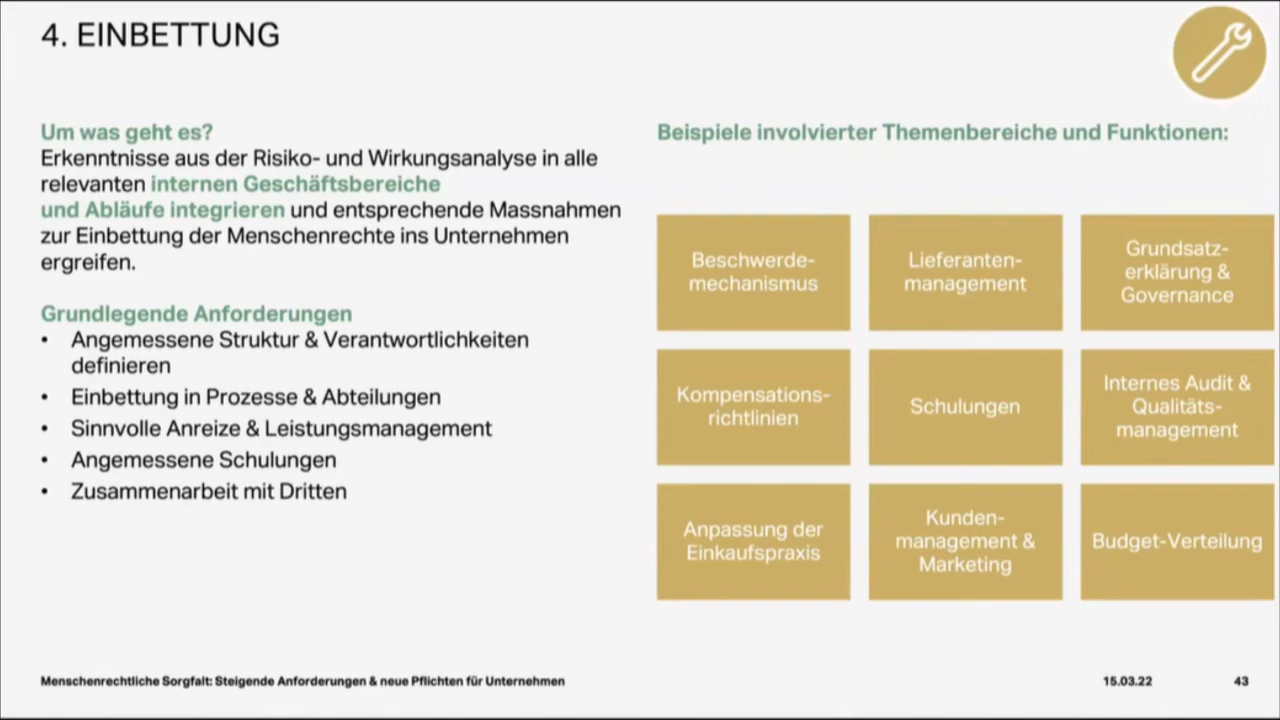 4. EINBETTUNG
Um was geht es?
Erkenntnisse aus der Risiko- und Wirkungsanalyse in alle
relevanten internen Geschäftsbereiche
und Abläufe integrieren und entsprechende Massnahmen
zur Einbettung der Menschenrechte ins Unternehmen
ergreifen.
Grundlegende Anforderungen
• Angemessene Struktur & Verantwortlichkeiten
definieren
• Einbettung in Prozesse & Abteilungen
• Sinnvolle Anreize & Leistungsmanagement
• Angemessene Schulungen
• Zusammenarbeit mit Dritten
Beispiele involvierter Themenbereiche und Funktionen:
Beschwerde-
mechanismus
Lieferanten-
management
Grundsatz-
erklärung &
Governance
Kompensations-
richtlinien
Schulungen
Internes Audit &
Qualitäts-
management
Anpassung der
Einkaufspraxis
Kunden-
management &
Marketing
Budget-Verteilung
Menschenrechtliche Sorgfalt: Steigende Anforderungen & neue Pflichten für Unternehmen
15.03.22
43